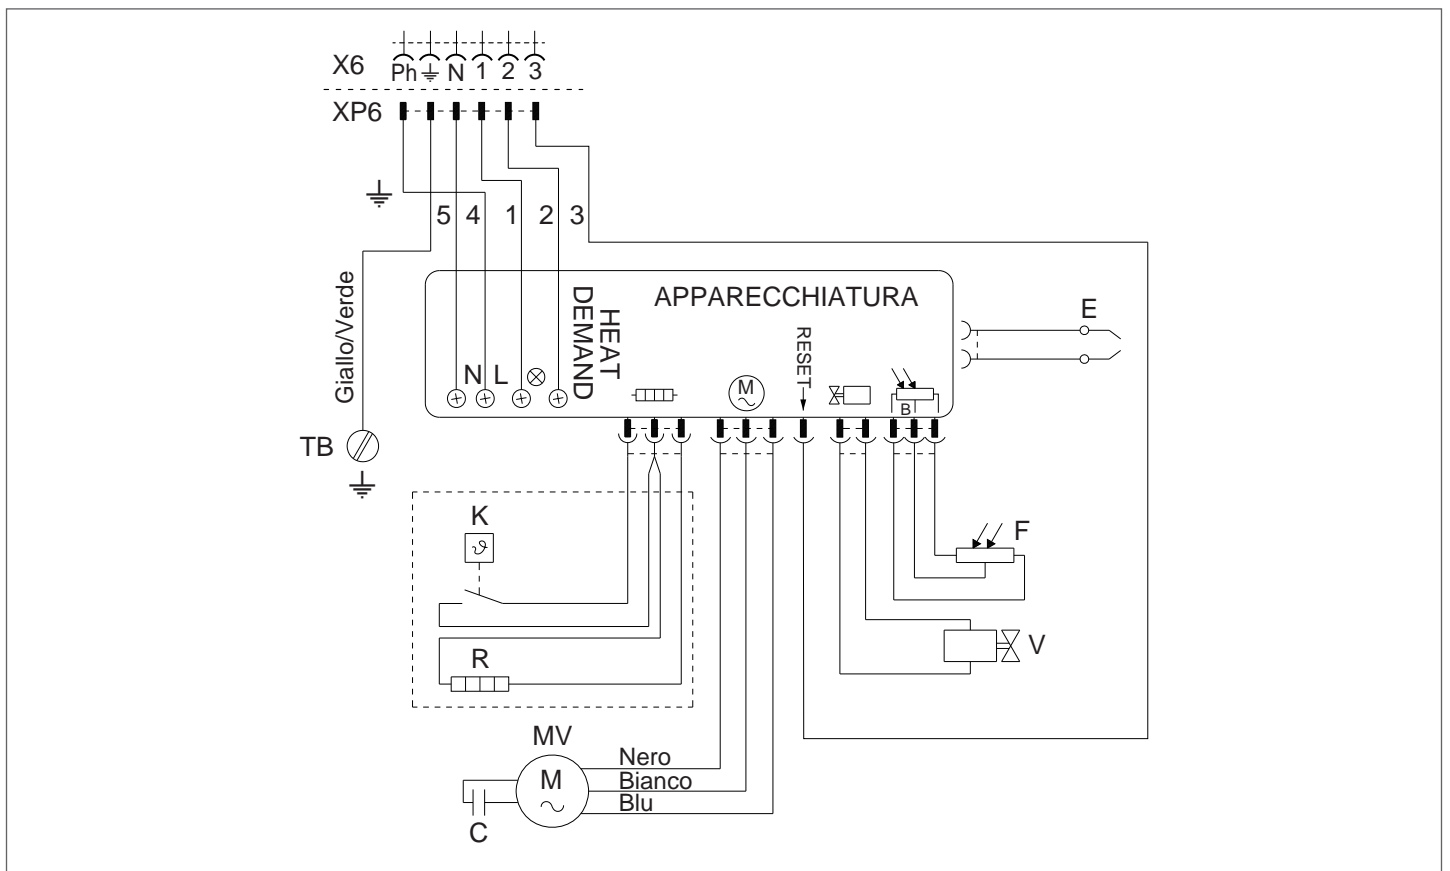 X6 Ph N 1 2 3
XP6
5 4 1 2 3
Giallo/Verde
HEAT
DEMAND
APPARECCHIATURA
E
RESET
N L
M
B
TB
K
F
V
R
MV
Nero
M
Bianco
Blu
C